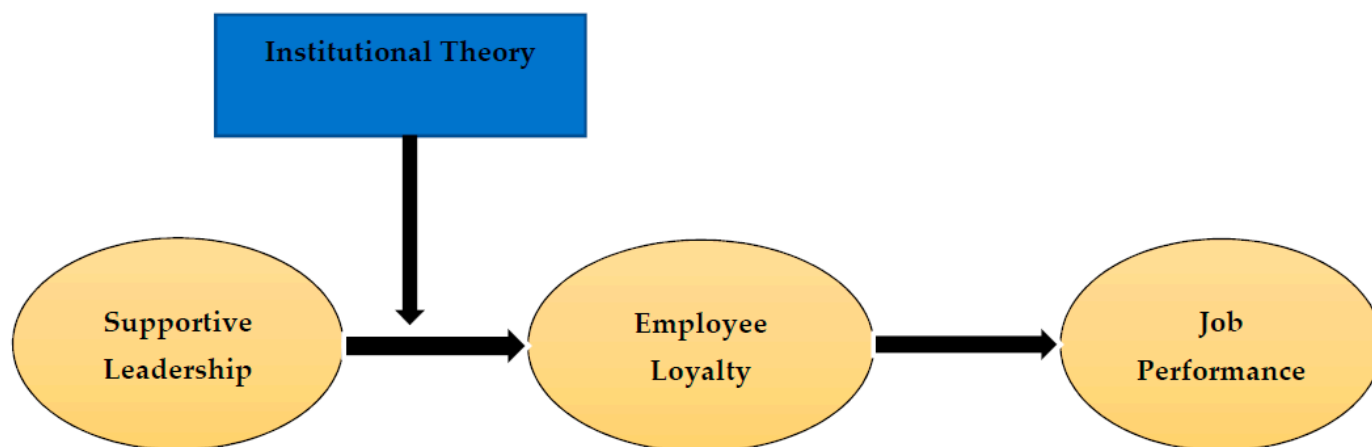 Institutional Theory
Supportive
Leadership
Employee
Loyalty
Job
Performance